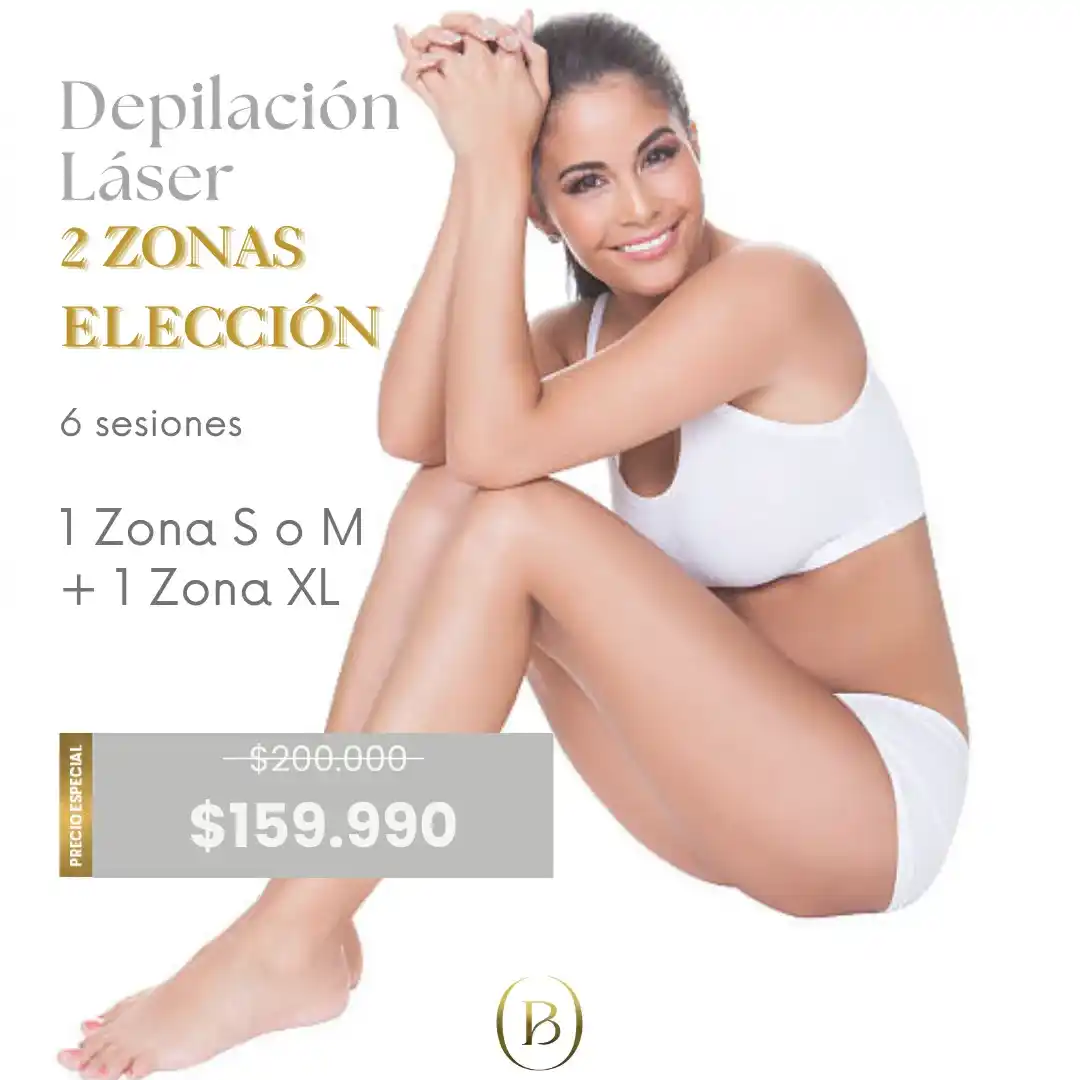 Depilación
Láser
2 ZONAS
ELECCIÓN
6 sesiones
1 Zona S o M
+ 1 Zona XL
PRECIO ESPECIAL
$200.000
$159.990
B